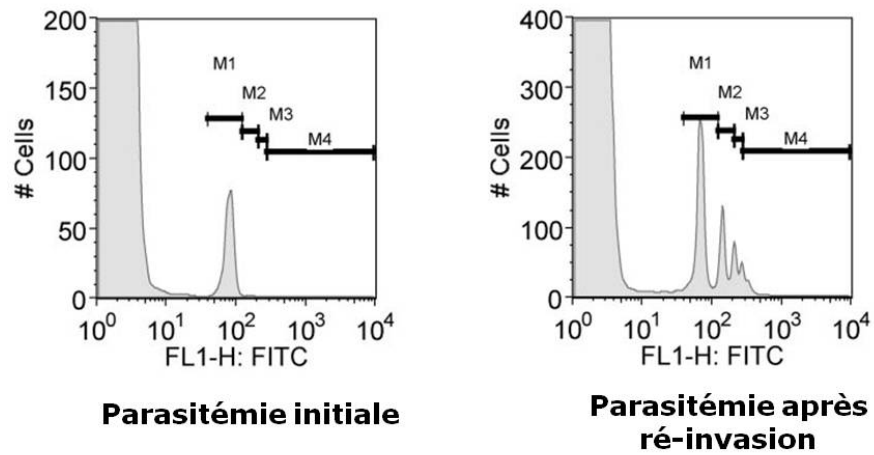 200
150
100
50
0
# Cells
M1
M2
M3
M4
10^0 10^1 10^2 10^3 10^4
FL1-H: FITC
Parasitémie initiale
400
300
200
100
0
# Cells
M1
M2
M3
M4
10^0 10^1 10^2 10^3 10^4
FL1-H: FITC
Parasitémie après
ré-invasion